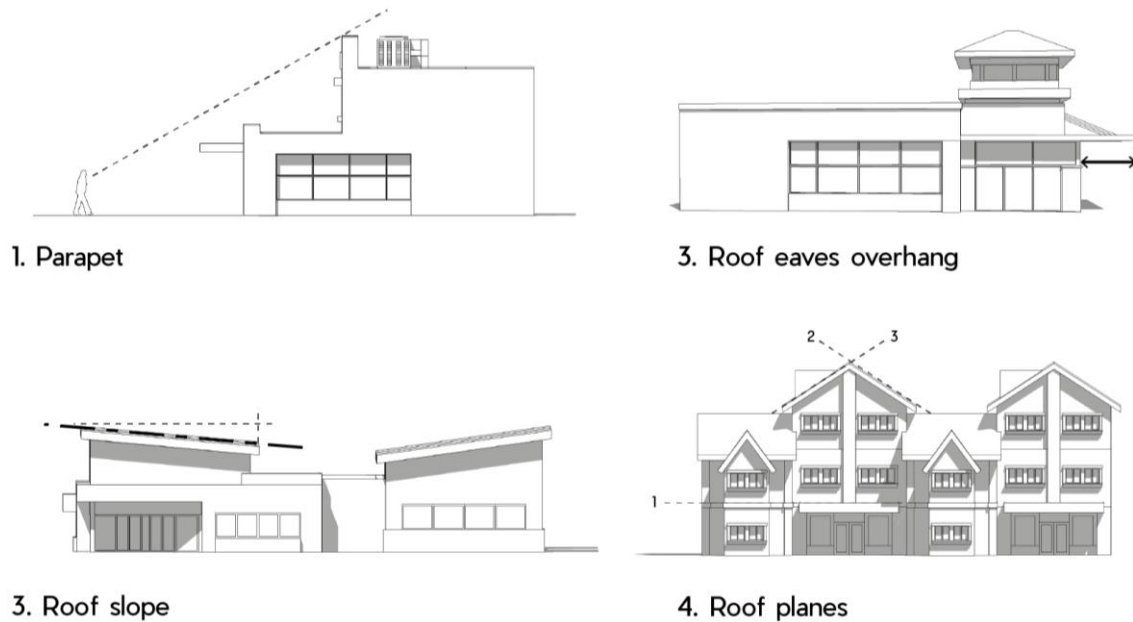 1. Parapet
3. Roof eaves overhang
2 3
1
3. Roof slope
4. Roof planes